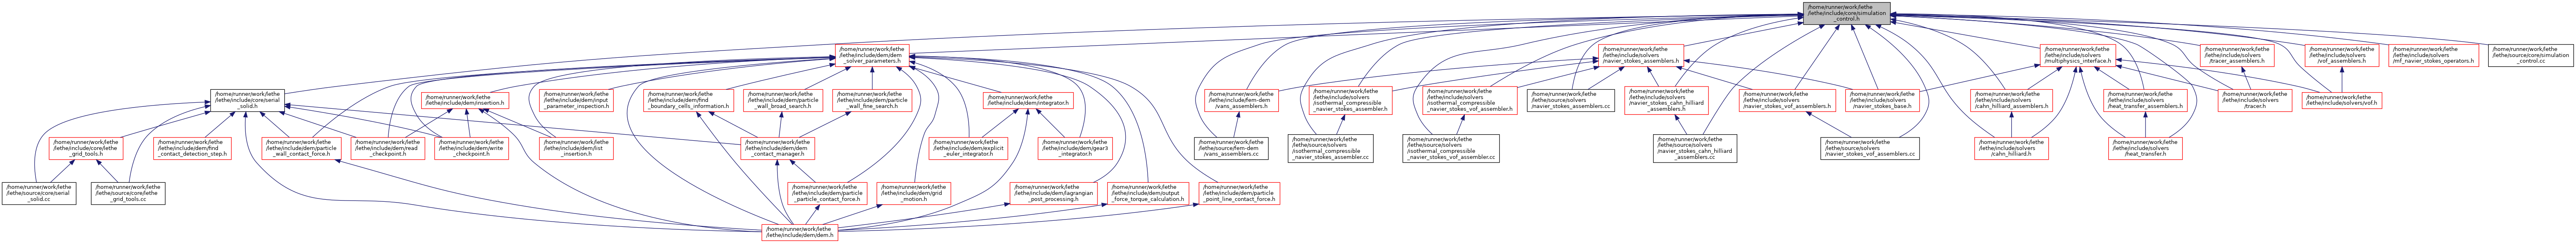 /home/runner/work/lethe
/lethe/include/core/simulation
_control.h
/home/runner/work/lethe
/lethe/include/dem/dem
_solver_parameters.h
/home/runner/work/lethe
/lethe/include/solvers
/navier_stokes_assemblers.h
/home/runner/work/lethe
/lethe/include/solvers
/multiphysics_interface.h
/home/runner/work/lethe
/lethe/include/solvers
/tracer_assemblers.h
/home/runner/work/lethe
/lethe/include/solvers
/vof_assemblers.h
/home/runner/work/lethe
/lethe/include/solvers
/mf_navier_stokes_operators.h
/home/runner/work/lethe
/lethe/source/core/simulation
_control.cc
/home/runner/work/lethe
/lethe/include/core/serial
_solid.h
/home/runner/work/lethe
/lethe/include/dem/insertion.h
/home/runner/work/lethe
/lethe/include/dem/input
_parameter_inspection.h
/home/runner/work/lethe
/lethe/include/dem/find
_boundary_cells_information.h
/home/runner/work/lethe
/lethe/include/dem/particle
_wall_broad_search.h
/home/runner/work/lethe
/lethe/include/dem/particle
_wall_fine_search.h
/home/runner/work/lethe
/lethe/include/dem/integrator.h
/home/runner/work/lethe
/lethe/include/fem-dem
/vans_assemblers.h
/home/runner/work/lethe
/lethe/include/solvers
/isothermal_compressible
_navier_stokes_assembler.h
/home/runner/work/lethe
/lethe/include/solvers
/isothermal_compressible
_navier_stokes_vof_assembler.h
/home/runner/work/lethe
/lethe/source/solvers
/navier_stokes_assemblers.cc
/home/runner/work/lethe
/lethe/include/solvers
/navier_stokes_cahn_hilliard
_assemblers.h
/home/runner/work/lethe
/lethe/include/solvers
/navier_stokes_vof_assemblers.h
/home/runner/work/lethe
/lethe/include/solvers
/navier_stokes_base.h
/home/runner/work/lethe
/lethe/include/solvers
/cahn_hilliard_assemblers.h
/home/runner/work/lethe
/lethe/include/solvers
/heat_transfer_assemblers.h
/home/runner/work/lethe
/lethe/include/solvers
/tracer.h
/home/runner/work/lethe
/lethe/include/solvers/vof.h
/home/runner/work/lethe
/lethe/include/core/lethe
_grid_tools.h
/home/runner/work/lethe
/lethe/include/dem/find
_contact_detection_step.h
/home/runner/work/lethe
/lethe/include/dem/particle
_wall_contact_force.h
/home/runner/work/lethe
/lethe/include/dem/read
_checkpoint.h
/home/runner/work/lethe
/lethe/include/dem/write
_checkpoint.h
/home/runner/work/lethe
/lethe/include/dem/list
_insertion.h
/home/runner/work/lethe
/lethe/include/dem/dem
_contact_manager.h
/home/runner/work/lethe
/lethe/include/dem/explicit
_euler_integrator.h
/home/runner/work/lethe
/lethe/include/dem/gear3
_integrator.h
/home/runner/work/lethe
/lethe/source/fem-dem
/vans_assemblers.cc
/home/runner/work/lethe
/lethe/source/solvers
/isothermal_compressible
_navier_stokes_assembler.cc
/home/runner/work/lethe
/lethe/source/solvers
/isothermal_compressible
_navier_stokes_vof_assembler.cc
/home/runner/work/lethe
/lethe/source/solvers
/navier_stokes_cahn_hilliard
_assemblers.cc
/home/runner/work/lethe
/lethe/source/solvers
/navier_stokes_vof_assemblers.cc
/home/runner/work/lethe
/lethe/include/solvers
/cahn_hilliard.h
/home/runner/work/lethe
/lethe/include/solvers
/heat_transfer.h
/home/runner/work/lethe
/lethe/source/core/serial
_solid.cc
/home/runner/work/lethe
/lethe/source/core/lethe
_grid_tools.cc
/home/runner/work/lethe
/lethe/include/dem/particle
_particle_contact_force.h
/home/runner/work/lethe
/lethe/include/dem/grid
_motion.h
/home/runner/work/lethe
/lethe/include/dem/lagrangian
_post_processing.h
/home/runner/work/lethe
/lethe/include/dem/output
_force_torque_calculation.h
/home/runner/work/lethe
/lethe/include/dem/particle
_point_line_contact_force.h
/home/runner/work/lethe
/lethe/include/dem/dem.h